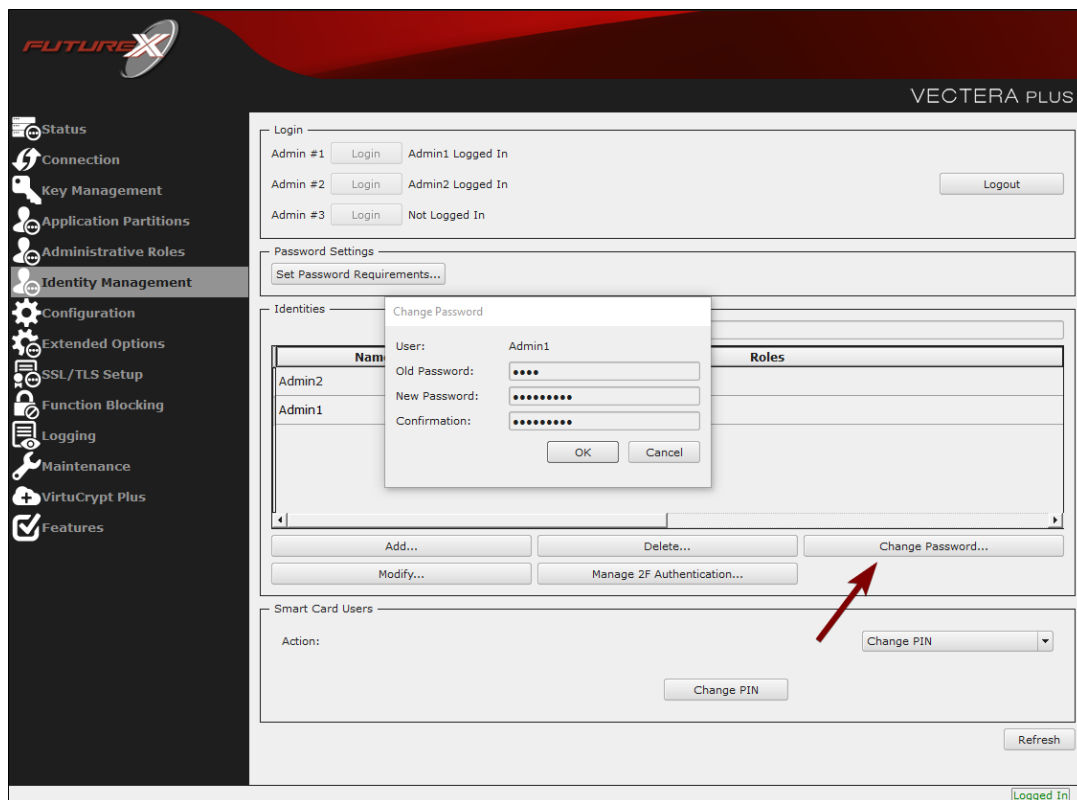 FUTUREX
VECTERA PLUS
Status
Connection
Key Management
Application Partitions
Administrative Roles
Identity Management
Configuration
Extended Options
SSL/TLS Setup
Function Blocking
Logging
Maintenance
VirtuCrypt Plus
Features
Login
Admin #1 Login Admin1 Logged In
Admin #2 Login Admin2 Logged In
Logout
Admin #3 Login Not Logged In
Password Settings
Set Password Requirements...
Identities
Roles
Admin2
Admin1
Change Password
User: Admin1
Old Password: ••••
New Password: •••••••••
Confirmation: •••••••••
OK Cancel
Add... Delete... Change Password...
Modify... Manage 2F Authentication...
Smart Card Users
Action: Change PIN
Change PIN
Refresh
Logged In